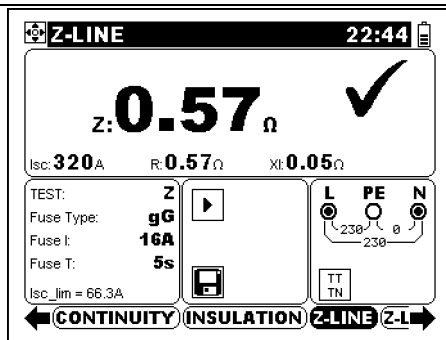 Z-LINE 22:44
Z: 0.57 Ω
Isc: 320A R: 0.57Ω Xl: 0.05Ω
TEST: Z
Fuse Type: gG
Fuse I: 16A
Fuse T: 5s
Isc_lim = 66.3A
L PE N
230 0
230
TT
TN
CONTINUITY INSULATION Z-LINE Z-L